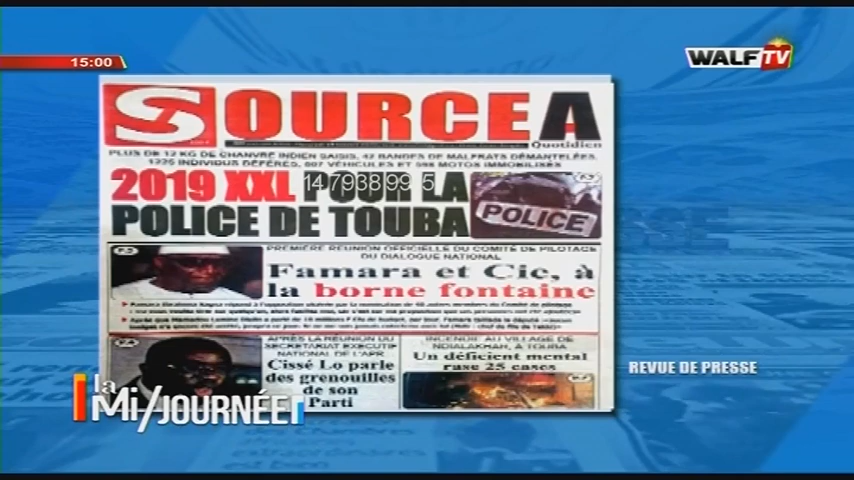 15:00
WALF TV
SOURCE A
Quotidien
PLUS DE 12 KG DE CHANVRE INDIEN SAISIS, 42 BANDES DE MALFRATS DÉMANTELÉES,
1225 INDIVIDUS DÉFÉRÉS, 807 VÉHICULES ET 598 MOTOS IMMOBILISÉS
2019 XXL POUR LA
POLICE DE TOUBA
POLICE
PREMIÈRE RÉUNION OFFICIELLE DU COMITÉ DE PILOTAGE
DU DIALOGUE NATIONAL
Famara et Cie, à
la borne fontaine
APRÈS LA RÉUNION DU
SECRÉTARIAT EXÉCUTIF
NATIONAL DE L'APR
Cissé Lo parle
des grenouilles
de son
Parti
INCENDIE AU VILLAGE DE
NDIALAKHAR, À TOUBA
Un déficient mental
rase 25 cases
REVUE DE PRESSE
la
Mi/JOURNÉE